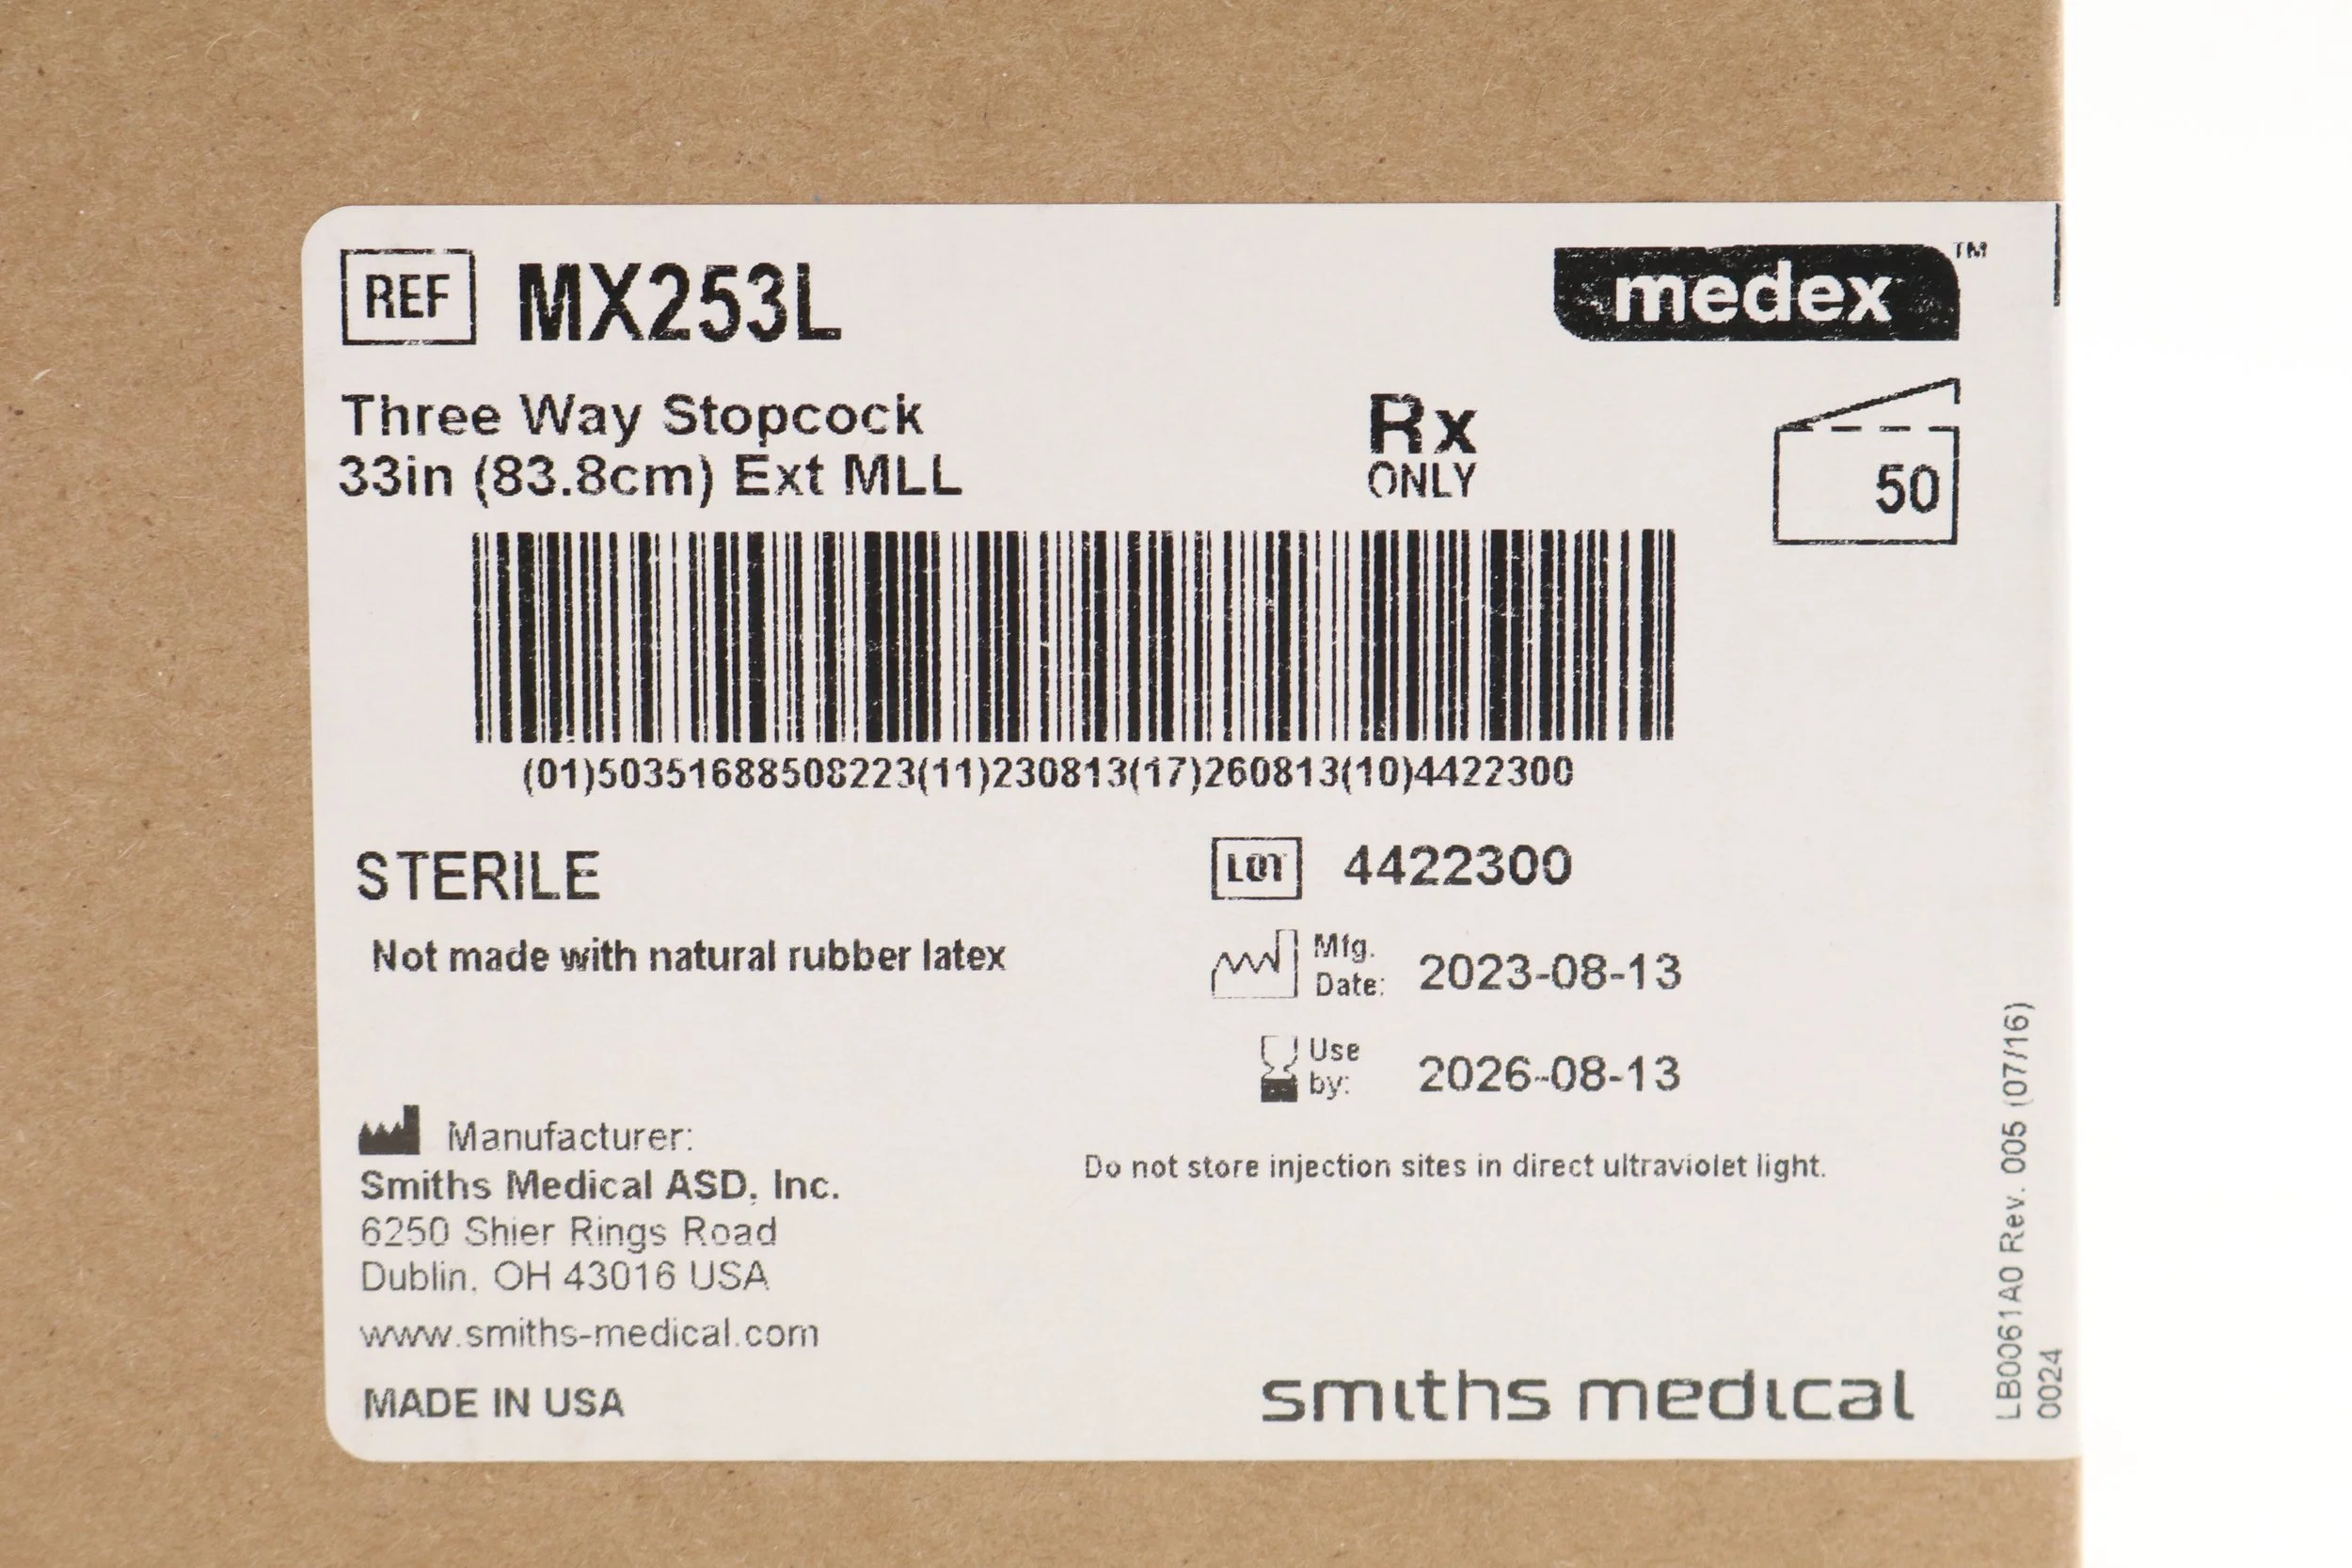 REF MX253L
medex™
Three Way Stopcock
33in (83.8cm) Ext MLL
Rx
ONLY
50
(01)50351688508223(11)230813(17)260813(10)4422300
STERILE
LOT 4422300
Not made with natural rubber latex
Mfg.
Date: 2023-08-13
Use
by: 2026-08-13
Manufacturer:
Smiths Medical ASD, Inc.
6250 Shier Rings Road
Dublin, OH 43016 USA
www.smiths-medical.com
MADE IN USA
Do not store injection sites in direct ultraviolet light.
smiths medical
LB0061A0 Rev. 005 (07/16)
0024